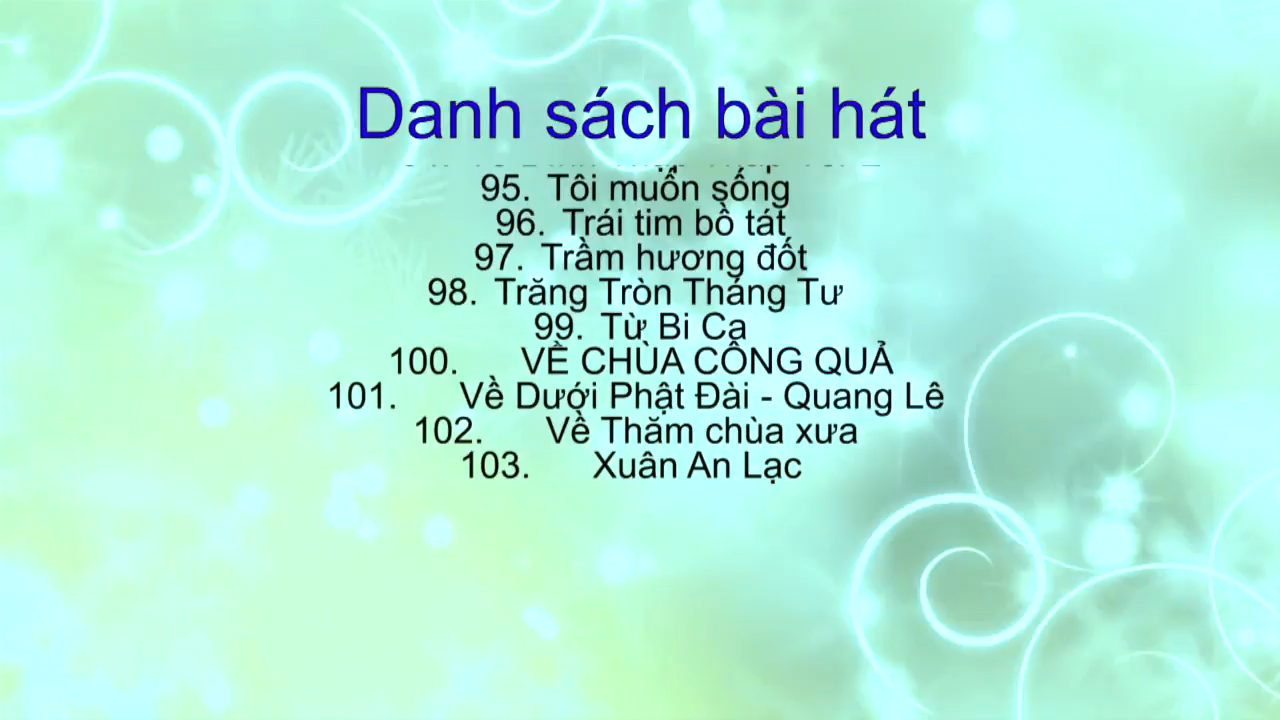 Danh sách bài hát
95. Tôi muốn sống
96. Trái tim bồ tát
97. Trầm hương đốt
98. Trăng Tròn Tháng Tư
99. Từ Bi Ca
100. VỀ CHÙA CÔNG QUẢ
101. Về Dưới Phật Đài - Quang Lê
102. Về Thăm chùa xưa
103. Xuân An Lạc